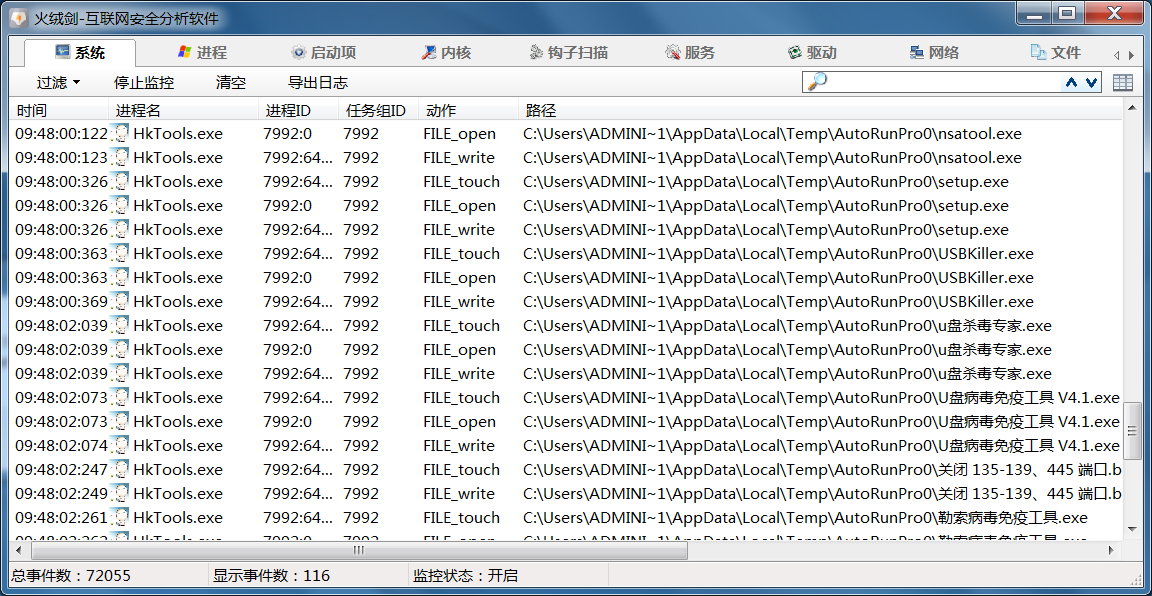 火绒剑-互联网安全分析软件
系统 进程 启动项 内核 钩子扫描 服务 驱动 网络 文件
过滤 停止监控 清空 导出日志
时间 进程名 进程ID 任务组ID 动作 路径
09:48:00:122 HkTools.exe 7992:0 7992 FILE_open C:\Users\ADMINI~1\AppData\Local\Temp\AutoRunPro0\nsatool.exe
09:48:00:123 HkTools.exe 7992:64... 7992 FILE_write C:\Users\ADMINI~1\AppData\Local\Temp\AutoRunPro0\nsatool.exe
09:48:00:326 HkTools.exe 7992:64... 7992 FILE_touch C:\Users\ADMINI~1\AppData\Local\Temp\AutoRunPro0\setup.exe
09:48:00:326 HkTools.exe 7992:0 7992 FILE_open C:\Users\ADMINI~1\AppData\Local\Temp\AutoRunPro0\setup.exe
09:48:00:326 HkTools.exe 7992:64... 7992 FILE_write C:\Users\ADMINI~1\AppData\Local\Temp\AutoRunPro0\setup.exe
09:48:00:363 HkTools.exe 7992:64... 7992 FILE_touch C:\Users\ADMINI~1\AppData\Local\Temp\AutoRunPro0\USBKiller.exe
09:48:00:363 HkTools.exe 7992:0 7992 FILE_open C:\Users\ADMINI~1\AppData\Local\Temp\AutoRunPro0\USBKiller.exe
09:48:00:369 HkTools.exe 7992:64... 7992 FILE_write C:\Users\ADMINI~1\AppData\Local\Temp\AutoRunPro0\USBKiller.exe
09:48:02:039 HkTools.exe 7992:64... 7992 FILE_touch C:\Users\ADMINI~1\AppData\Local\Temp\AutoRunPro0\u盘杀毒专家.exe
09:48:02:039 HkTools.exe 7992:0 7992 FILE_open C:\Users\ADMINI~1\AppData\Local\Temp\AutoRunPro0\u盘杀毒专家.exe
09:48:02:039 HkTools.exe 7992:64... 7992 FILE_write C:\Users\ADMINI~1\AppData\Local\Temp\AutoRunPro0\u盘杀毒专家.exe
09:48:02:073 HkTools.exe 7992:64... 7992 FILE_touch C:\Users\ADMINI~1\AppData\Local\Temp\AutoRunPro0\U盘病毒免疫工具 V4.1.exe
09:48:02:073 HkTools.exe 7992:0 7992 FILE_open C:\Users\ADMINI~1\AppData\Local\Temp\AutoRunPro0\U盘病毒免疫工具 V4.1.exe
09:48:02:074 HkTools.exe 7992:64... 7992 FILE_write C:\Users\ADMINI~1\AppData\Local\Temp\AutoRunPro0\U盘病毒免疫工具 V4.1.exe
09:48:02:247 HkTools.exe 7992:64... 7992 FILE_touch C:\Users\ADMINI~1\AppData\Local\Temp\AutoRunPro0\关闭 135-139、445 端口.b
09:48:02:249 HkTools.exe 7992:64... 7992 FILE_write C:\Users\ADMINI~1\AppData\Local\Temp\AutoRunPro0\关闭 135-139、445 端口.b
09:48:02:261 HkTools.exe 7992:64... 7992 FILE_touch C:\Users\ADMINI~1\AppData\Local\Temp\AutoRunPro0\勒索病毒免疫工具.exe
总事件数：72055 显示事件数：116 监控状态：开启